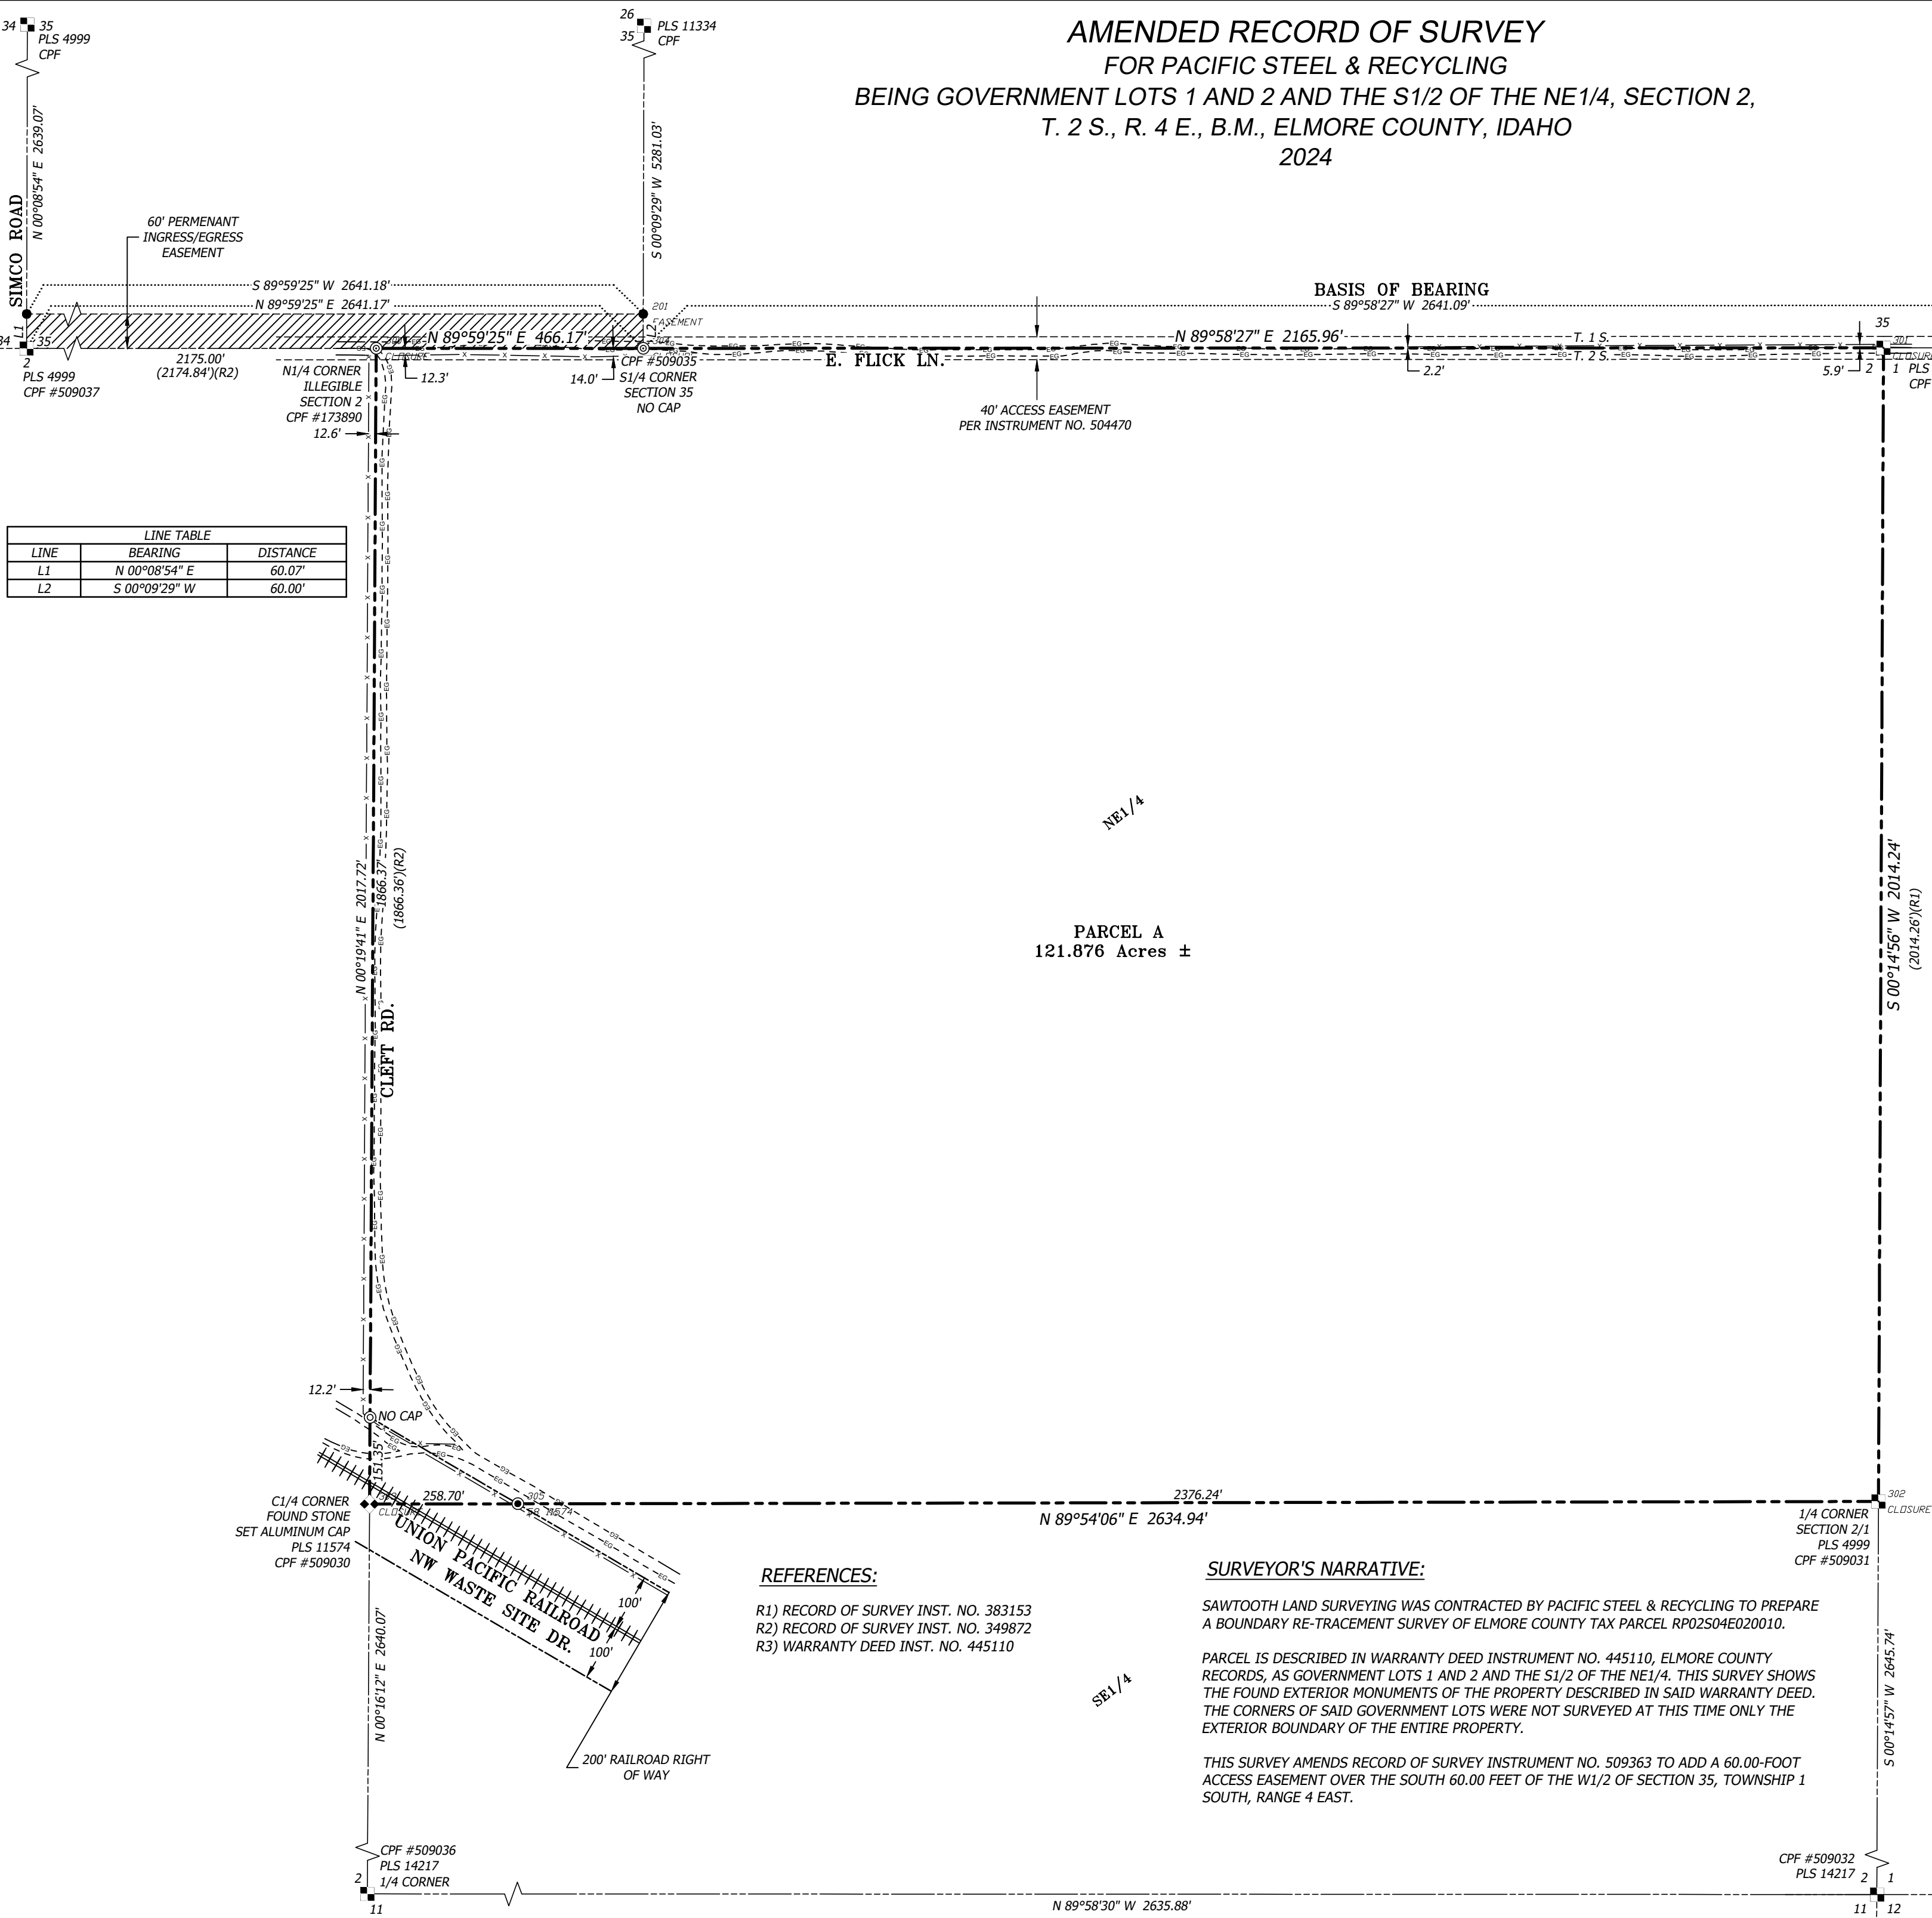 AMENDED RECORD OF SURVEY
FOR PACIFIC STEEL & RECYCLING
BEING GOVERNMENT LOTS 1 AND 2 AND THE S1/2 OF THE NE1/4, SECTION 2,
T. 2 S., R. 4 E., B.M., ELMORE COUNTY, IDAHO
2024
34 35
PLS 4999
CPF
26
35
PLS 11334
CPF
SIMCO ROAD
N 00°08'54" E 2639.07'
S 00°09'29" W 5281.03'
60' PERMENANT
INGRESS/EGRESS
EASEMENT
S 89°59'25" W 2641.18'
N 89°59'25" E 2641.17'
BASIS OF BEARING
S 89°58'27" W 2641.09'
201
EASEMENT
L1
L2
N 89°59'25" E 466.17'
N 89°58'27" E 2165.96'
T. 1 S.
T. 2 S.
35
301
CLOSURE
2 1
PLS
CPF
34 35
2
PLS 4999
CPF #509037
2175.00'
(2174.84')(R2)
N1/4 CORNER
ILLEGIBLE
SECTION 2
CPF #173890
12.6'
12.3'
14.0'
CPF #509035
S1/4 CORNER
SECTION 35
NO CAP
E. FLICK LN.
2.2'
5.9'
40' ACCESS EASEMENT
PER INSTRUMENT NO. 504470
LINE TABLE
LINE BEARING DISTANCE
L1 N 00°08'54" E 60.07'
L2 S 00°09'29" W 60.00'
NE1/4
PARCEL A
121.876 Acres ±
N 00°19'41" E 2017.72'
1866.37'
(1866.36')(R2)
CLEFT RD.
S 00°14'56" W 2014.24'
(2014.26')(R1)
12.2'
NO CAP
151.35'
258.70'
305
2376.24'
N 89°54'06" E 2634.94'
302
CLOSURE
C1/4 CORNER
FOUND STONE
SET ALUMINUM CAP
PLS 11574
CPF #509030
1/4 CORNER
SECTION 2/1
PLS 4999
CPF #509031
UNION PACIFIC RAILROAD
NW WASTE SITE DR.
100'
100'
200' RAILROAD RIGHT
OF WAY
N 00°16'12" E 2640.07'
REFERENCES:
R1) RECORD OF SURVEY INST. NO. 383153
R2) RECORD OF SURVEY INST. NO. 349872
R3) WARRANTY DEED INST. NO. 445110
SE1/4
SURVEYOR'S NARRATIVE:
SAWTOOTH LAND SURVEYING WAS CONTRACTED BY PACIFIC STEEL & RECYCLING TO PREPARE
A BOUNDARY RE-TRACEMENT SURVEY OF ELMORE COUNTY TAX PARCEL RP02S04E020010.
PARCEL IS DESCRIBED IN WARRANTY DEED INSTRUMENT NO. 445110, ELMORE COUNTY
RECORDS, AS GOVERNMENT LOTS 1 AND 2 AND THE S1/2 OF THE NE1/4. THIS SURVEY SHOWS
THE FOUND EXTERIOR MONUMENTS OF THE PROPERTY DESCRIBED IN SAID WARRANTY DEED.
THE CORNERS OF SAID GOVERNMENT LOTS WERE NOT SURVEYED AT THIS TIME ONLY THE
EXTERIOR BOUNDARY OF THE ENTIRE PROPERTY.
THIS SURVEY AMENDS RECORD OF SURVEY INSTRUMENT NO. 509363 TO ADD A 60.00-FOOT
ACCESS EASEMENT OVER THE SOUTH 60.00 FEET OF THE W1/2 OF SECTION 35, TOWNSHIP 1
SOUTH, RANGE 4 EAST.
S 00°14'57" W 2645.74'
CPF #509036
PLS 14217
1/4 CORNER
2
11
N 89°58'30" W 2635.88'
CPF #509032
PLS 14217
2 1
11 12